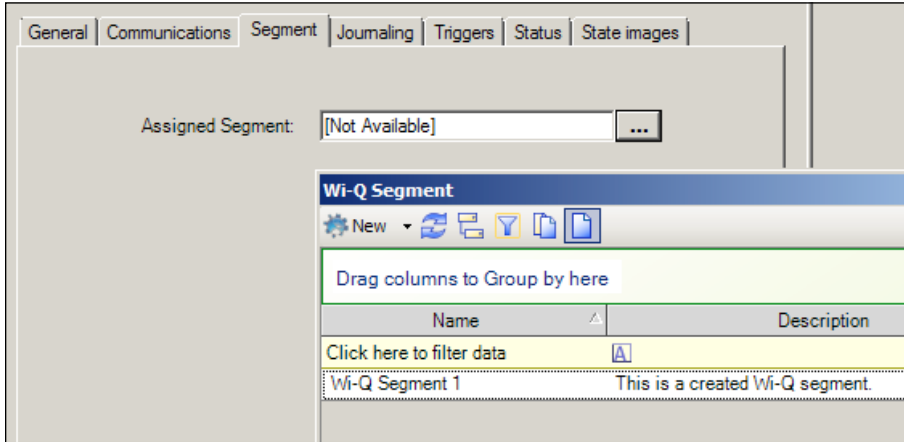 General Communications Segment Journaling Triggers Status State images
Assigned Segment: [Not Available] ...
Wi-Q Segment
New
Drag columns to Group by here
Name Description
Click here to filter data A
Wi-Q Segment 1 This is a created Wi-Q segment.